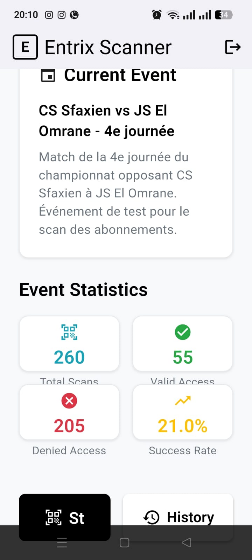 20:10
E Entrix Scanner
Current Event
CS Sfaxien vs JS El
Omrane - 4e journée
Match de la 4e journée du
championnat opposant CS
Sfaxien à JS El Omrane.
Événement de test pour le
scan des abonnements.
Event Statistics
260 55
Total Scans Valid Access
205 21.0%
Denied Access Success Rate
St History